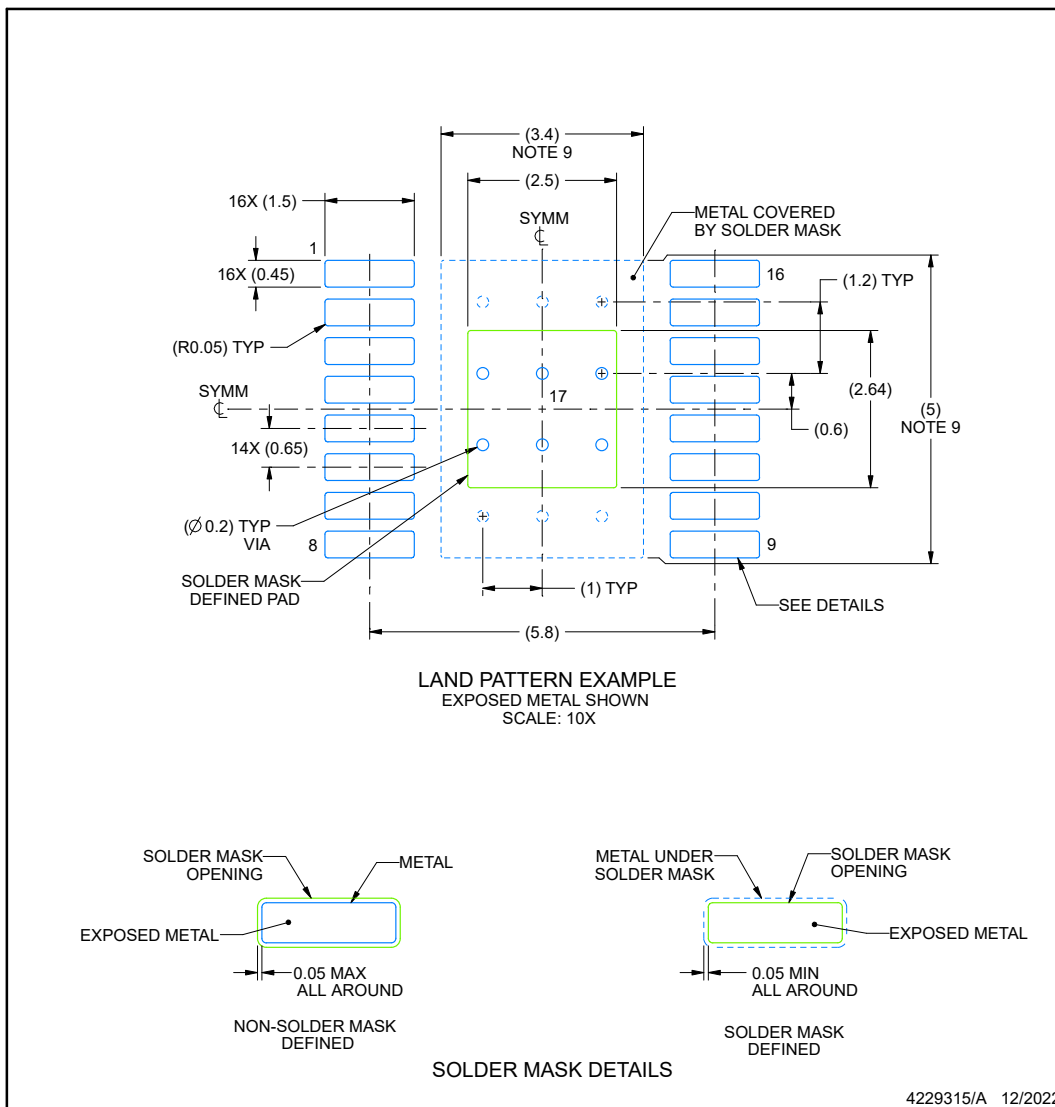 (3.4)
NOTE 9
(2.5)
16X (1.5)
SYMM
℄
METAL COVERED
BY SOLDER MASK
1
16
16X (0.45)
(1.2) TYP
(R0.05) TYP
SYMM
℄
17
(2.64)
(5)
NOTE 9
(0.6)
14X (0.65)
(Ø 0.2) TYP
VIA
8
9
SOLDER MASK
DEFINED PAD
(1) TYP
SEE DETAILS
(5.8)
LAND PATTERN EXAMPLE
EXPOSED METAL SHOWN
SCALE: 10X
SOLDER MASK
OPENING
METAL
EXPOSED METAL
0.05 MAX
ALL AROUND
NON-SOLDER MASK
DEFINED
METAL UNDER
SOLDER MASK
SOLDER MASK
OPENING
EXPOSED METAL
0.05 MIN
ALL AROUND
SOLDER MASK
DEFINED
SOLDER MASK DETAILS
4229315/A 12/2022